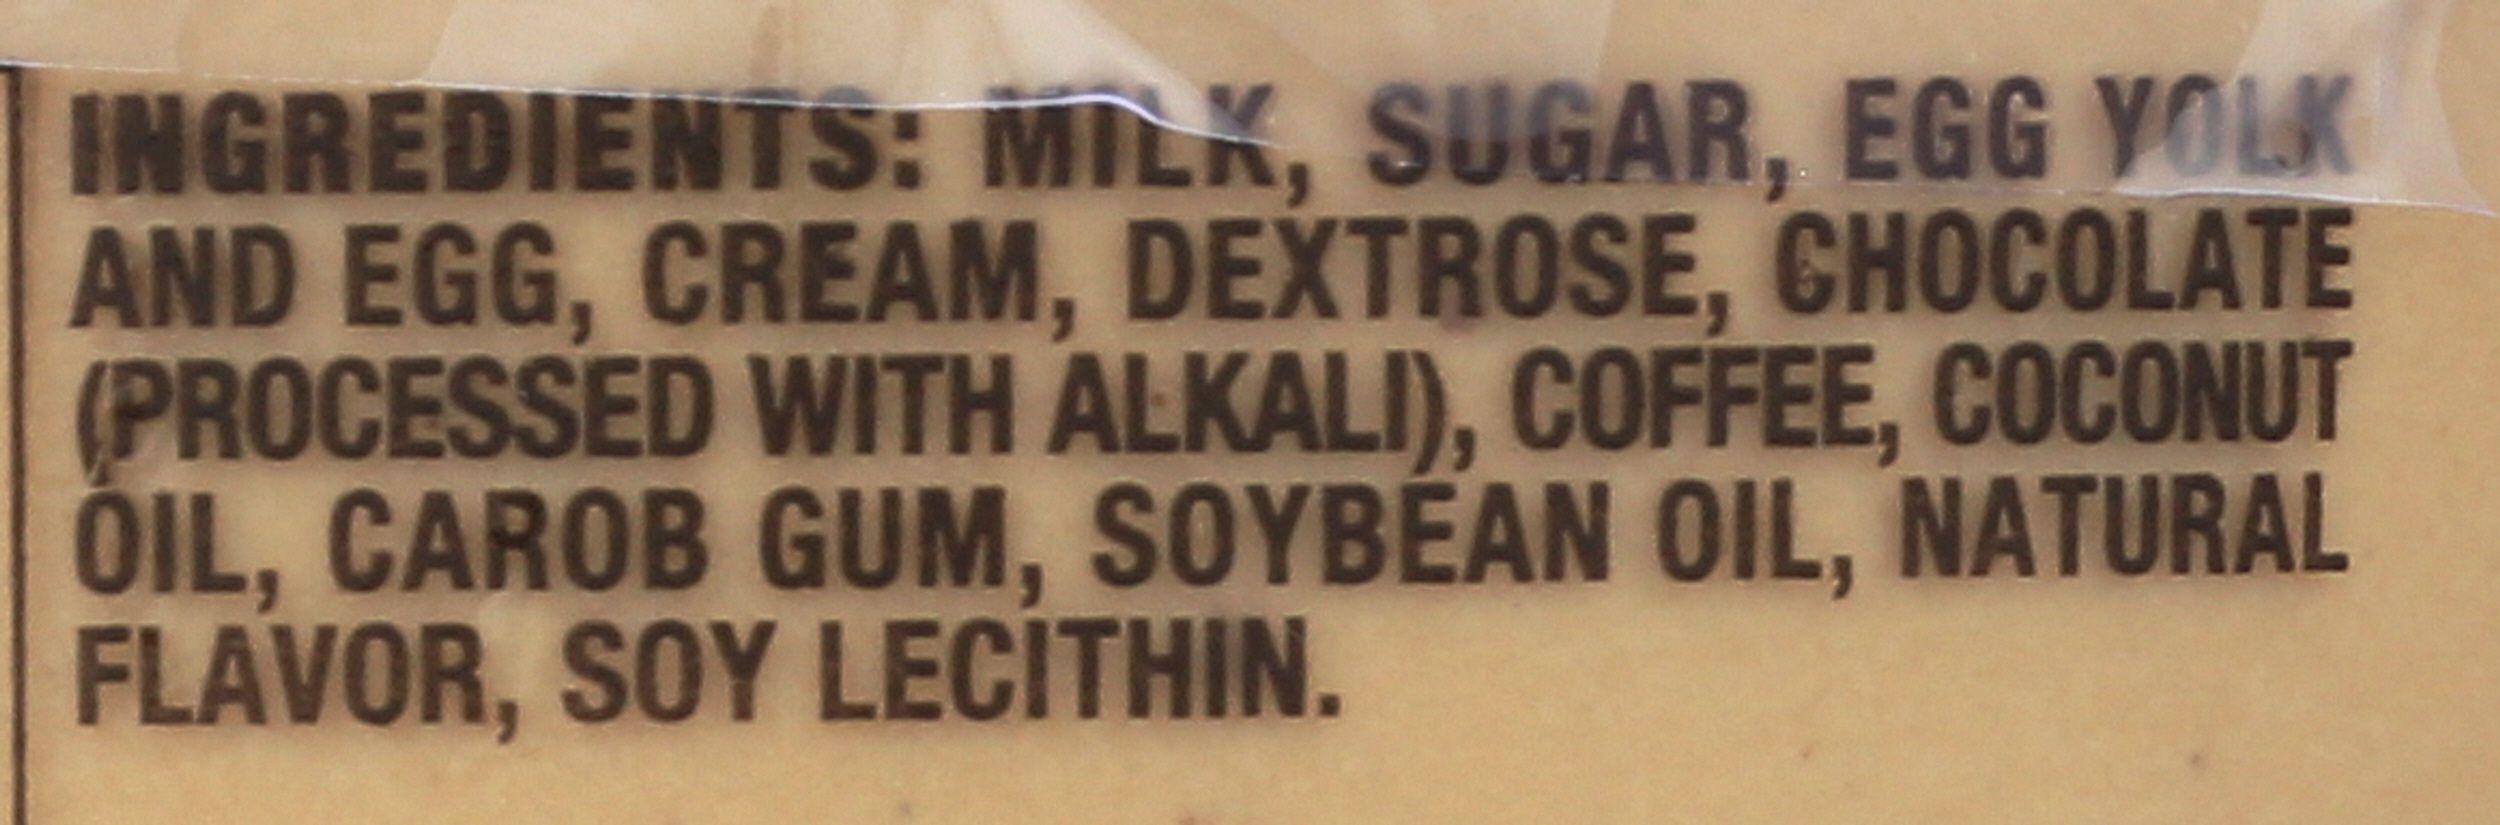 INGREDIENTS: MILK, SUGAR, EGG YOLK
AND EGG, CREAM, DEXTROSE, CHOCOLATE
(PROCESSED WITH ALKALI), COFFEE, COCONUT
OIL, CAROB GUM, SOYBEAN OIL, NATURAL
FLAVOR, SOY LECITHIN.